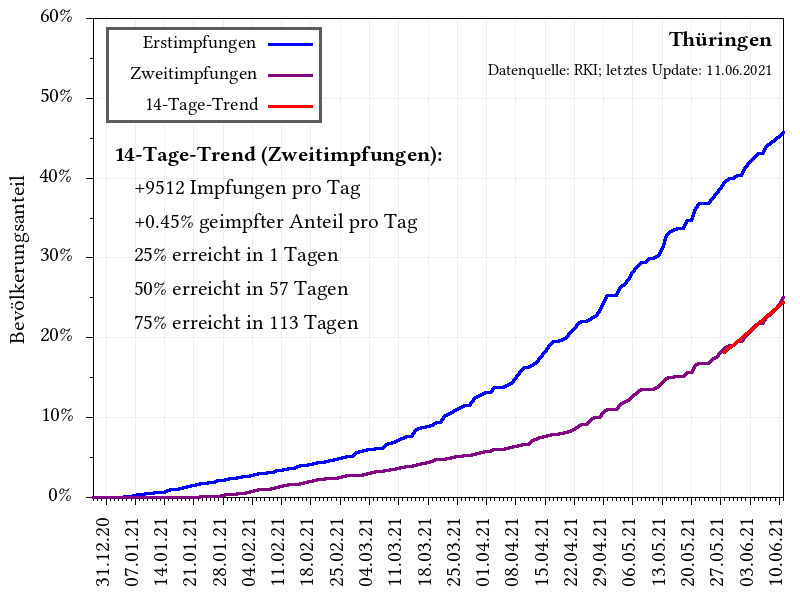 Thüringen
Datenquelle: RKI; letztes Update: 11.06.2021
Erstimpfungen
Zweitimpfungen
14-Tage-Trend
14-Tage-Trend (Zweitimpfungen):
+9512 Impfungen pro Tag
+0.45% geimpfter Anteil pro Tag
25% erreicht in 1 Tagen
50% erreicht in 57 Tagen
75% erreicht in 113 Tagen
Bevölkerungsanteil
60%
50%
40%
30%
20%
10%
0%
31.12.20
07.01.21
14.01.21
21.01.21
28.01.21
04.02.21
11.02.21
18.02.21
25.02.21
04.03.21
11.03.21
18.03.21
25.03.21
01.04.21
08.04.21
15.04.21
22.04.21
29.04.21
06.05.21
13.05.21
20.05.21
27.05.21
03.06.21
10.06.21